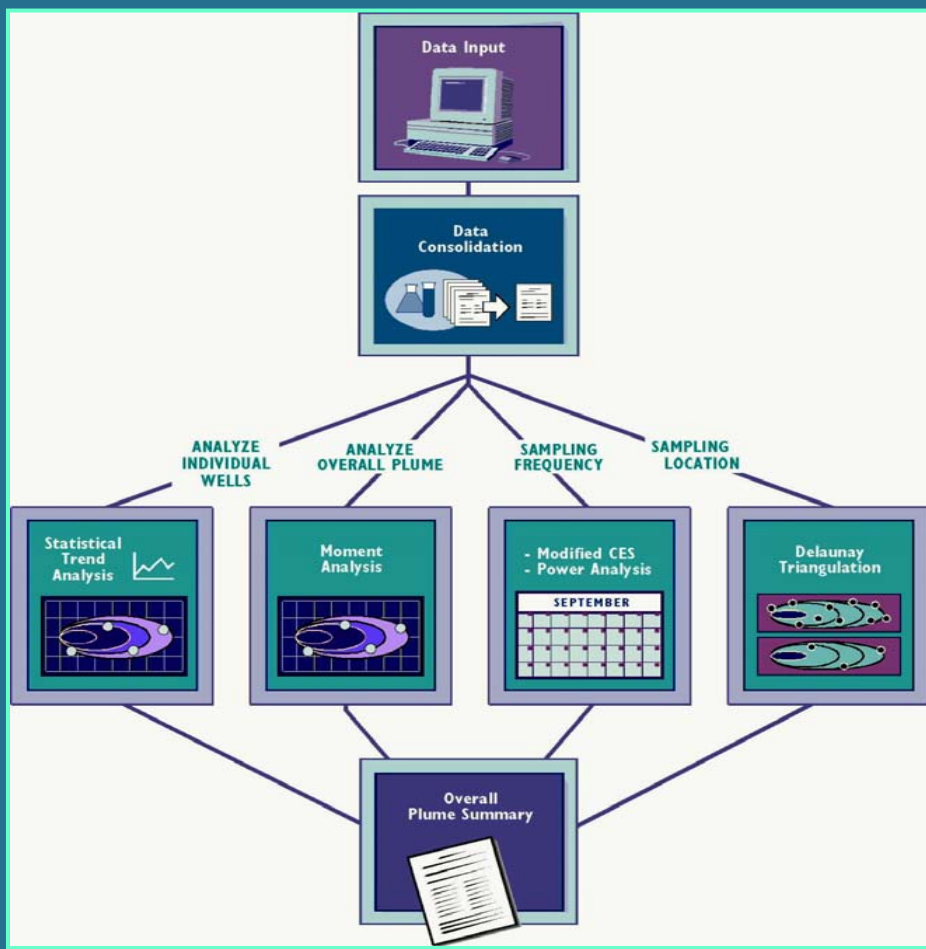 Data Input
Data
Consolidation
ANALYZE
INDIVIDUAL
WELLS
ANALYZE
OVERALL PLUME
SAMPLING
FREQUENCY
SAMPLING
LOCATION
Statistical
Trend
Analysis
Moment
Analysis
- Modified CES
- Power Analysis
SEPTEMBER
Delaunay
Triangulation
Overall
Plume Summary